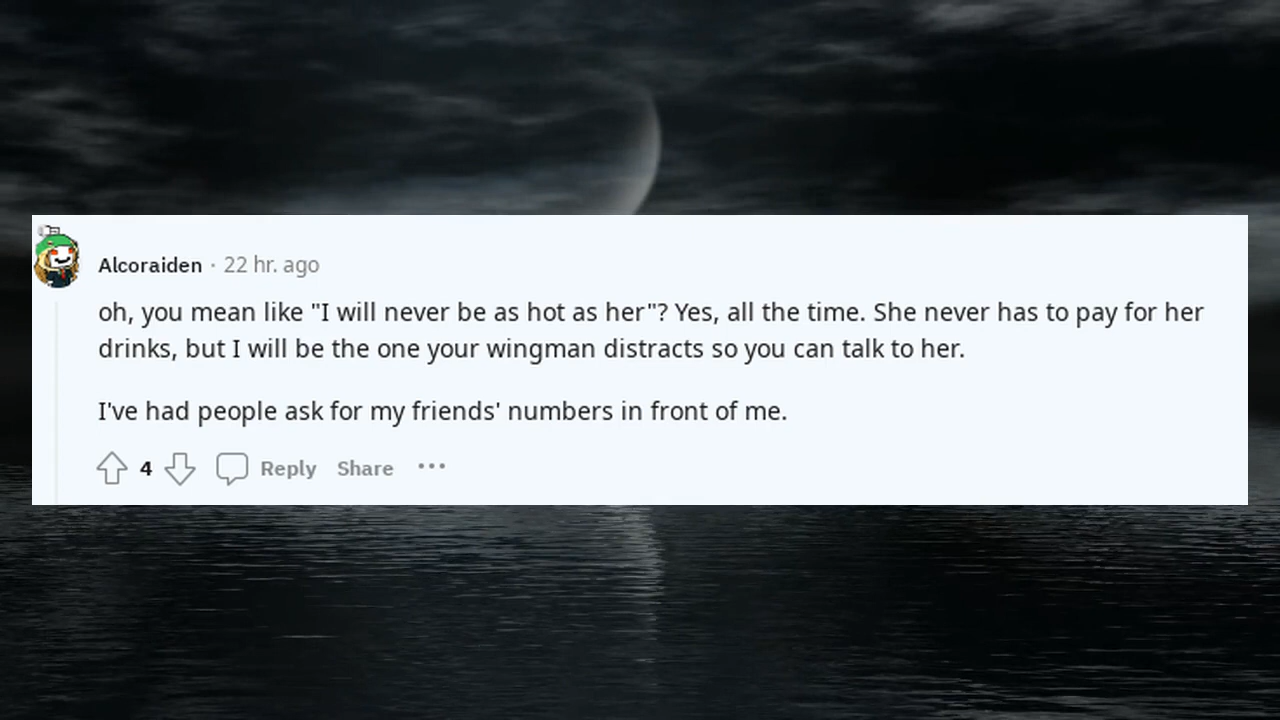 Alcoraiden · 22 hr. ago
oh, you mean like "I will never be as hot as her"? Yes, all the time. She never has to pay for her
drinks, but I will be the one your wingman distracts so you can talk to her.
I've had people ask for my friends' numbers in front of me.
4 Reply Share ···